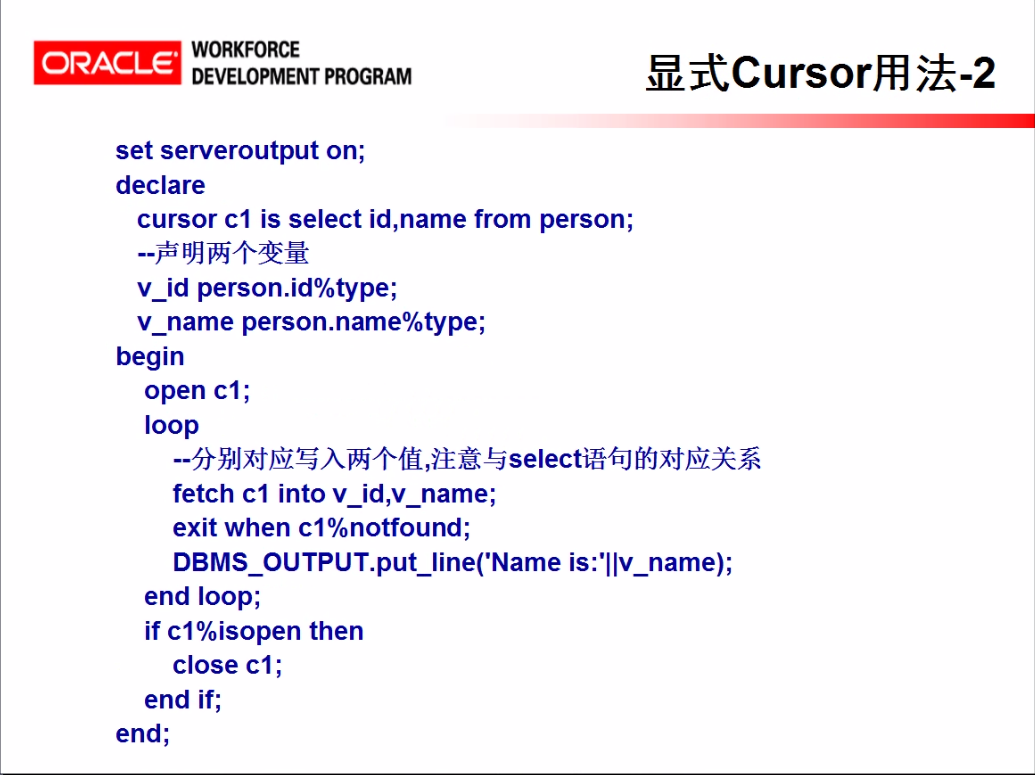 ORACLE
WORKFORCE
DEVELOPMENT PROGRAM
显式Cursor用法-2
set serveroutput on;
declare
cursor c1 is select id,name from person;
--声明两个变量
v_id person.id%type;
v_name person.name%type;
begin
open c1;
loop
--分别对应写入两个值,注意与select语句的对应关系
fetch c1 into v_id,v_name;
exit when c1%notfound;
DBMS_OUTPUT.put_line('Name is:'||v_name);
end loop;
if c1%isopen then
close c1;
end if;
end;